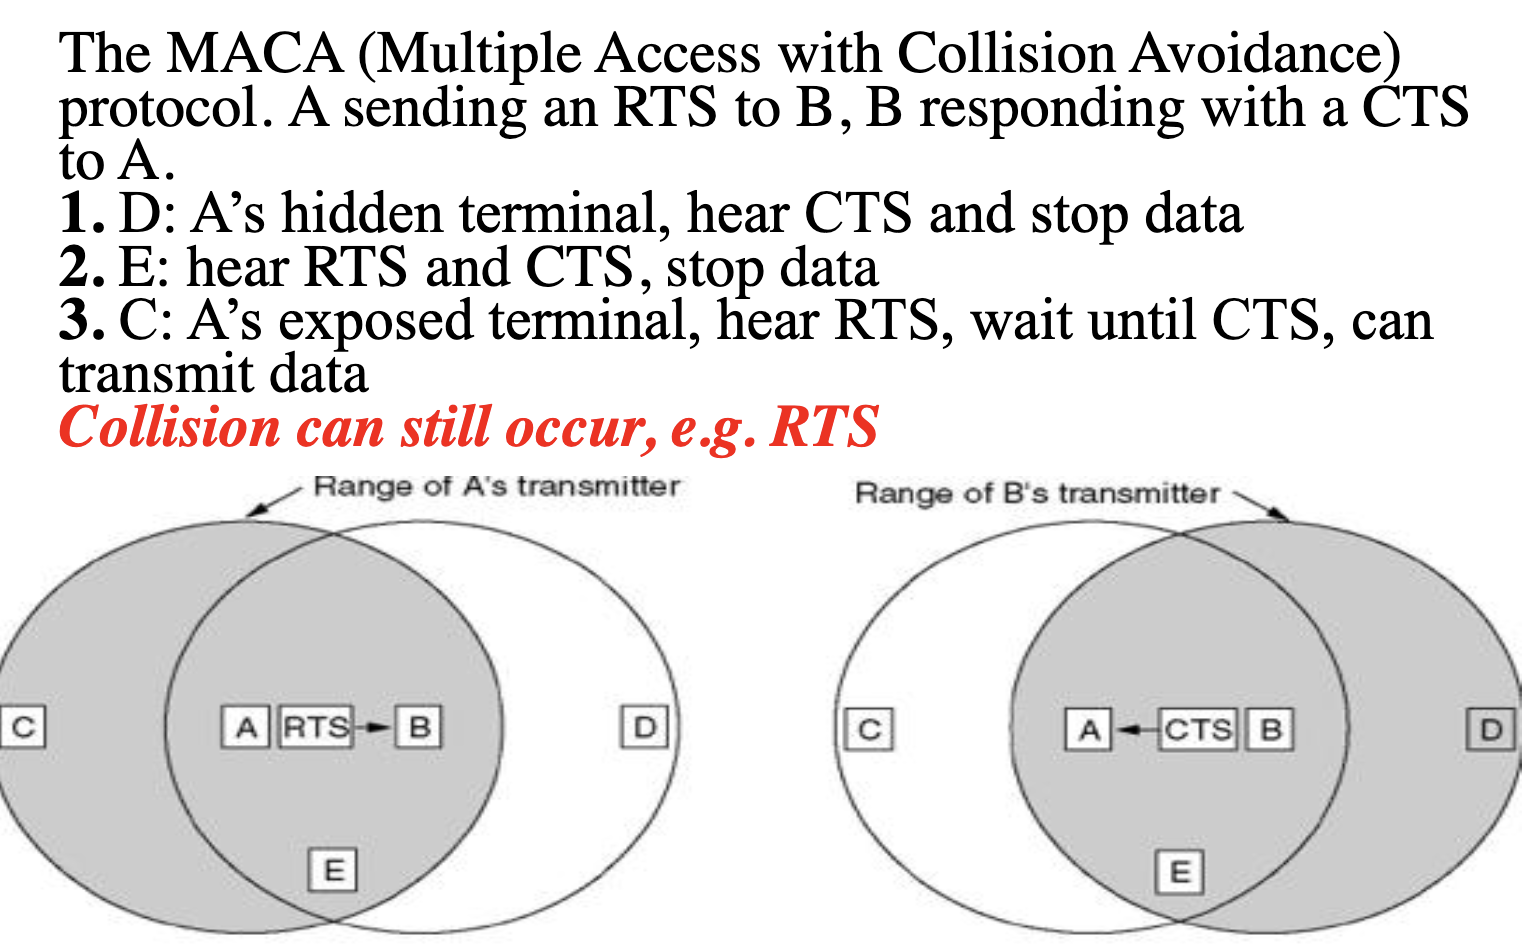 The MACA (Multiple Access with Collision Avoidance)
protocol. A sending an RTS to B, B responding with a CTS
to A.
1. D: A’s hidden terminal, hear CTS and stop data
2. E: hear RTS and CTS, stop data
3. C: A’s exposed terminal, hear RTS, wait until CTS, can
transmit data
Collision can still occur, e.g. RTS
Range of A's transmitter
C
A
RTS
B
D
E
Range of B's transmitter
C
A
CTS
B
D
E